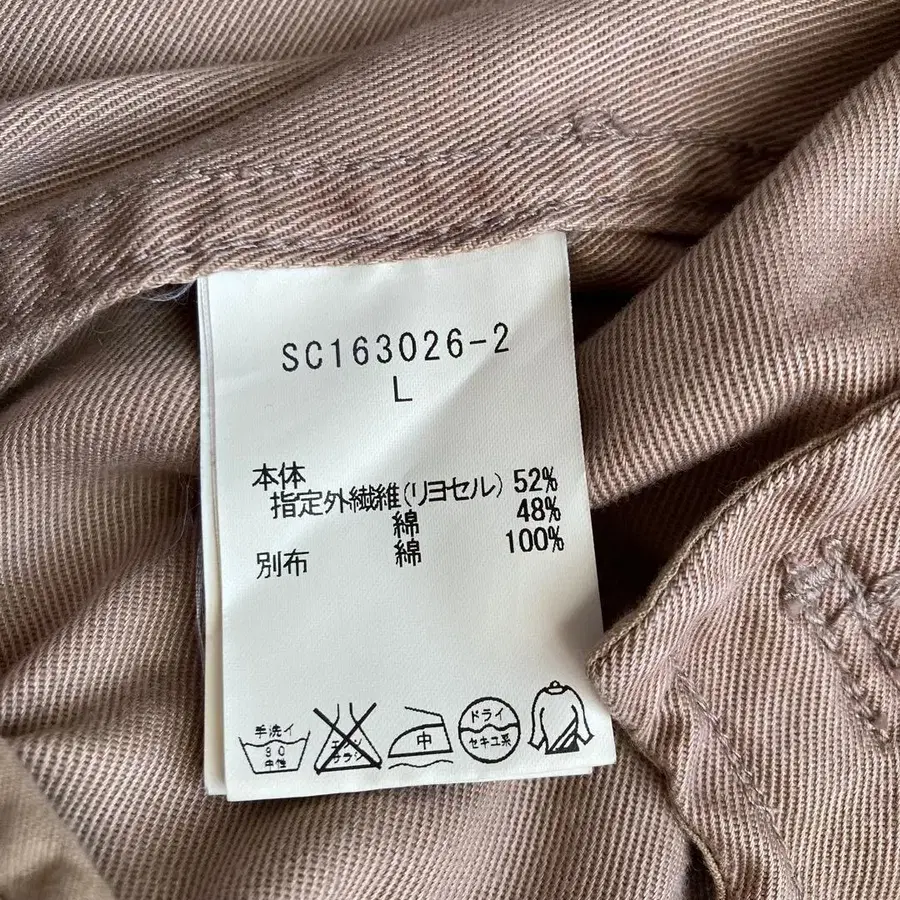 SC163026-2
L
本体
指定外繊維(リヨセル) 52%
綿 48%
別布 綿 100%
手洗イ
30
中性
エンソ
サラシ
中
ドライ
セキユ系